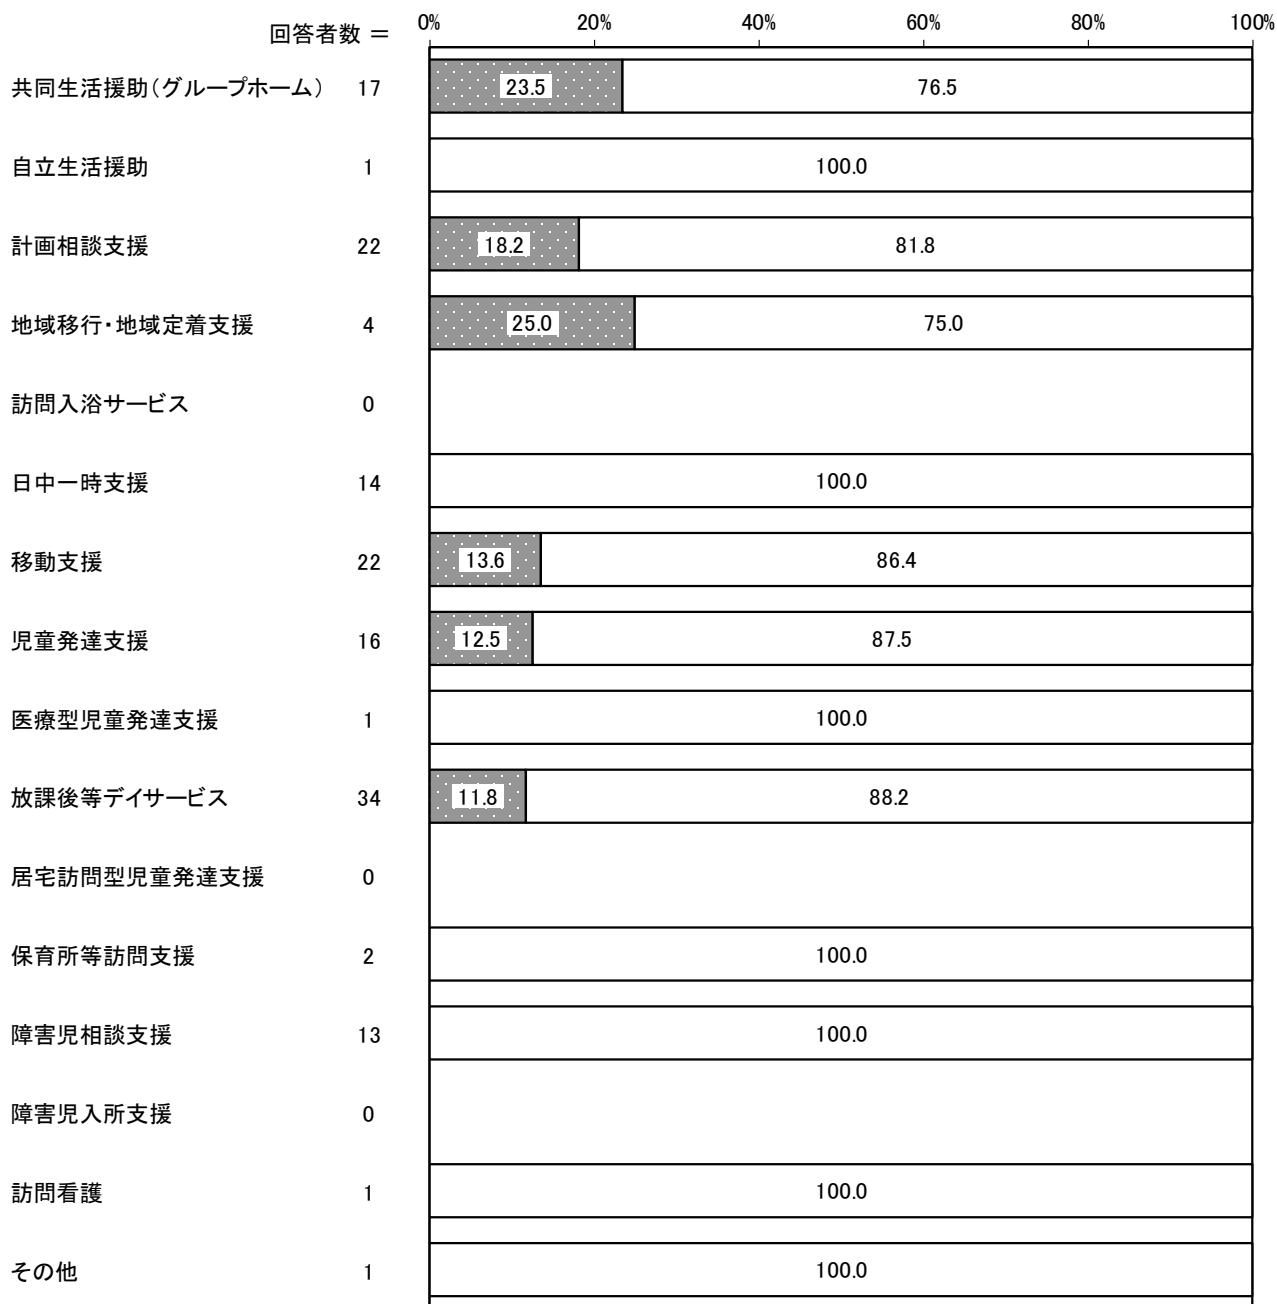 0% 20% 40% 60% 80% 100%
回答者数 =
共同生活援助(グループホーム) 17 23.5 76.5
自立生活援助 1 100.0
計画相談支援 22 18.2 81.8
地域移行・地域定着支援 4 25.0 75.0
訪問入浴サービス 0
日中一時支援 14 100.0
移動支援 22 13.6 86.4
児童発達支援 16 12.5 87.5
医療型児童発達支援 1 100.0
放課後等デイサービス 34 11.8 88.2
居宅訪問型児童発達支援 0
保育所等訪問支援 2 100.0
障害児相談支援 13 100.0
障害児入所支援 0
訪問看護 1 100.0
その他 1 100.0